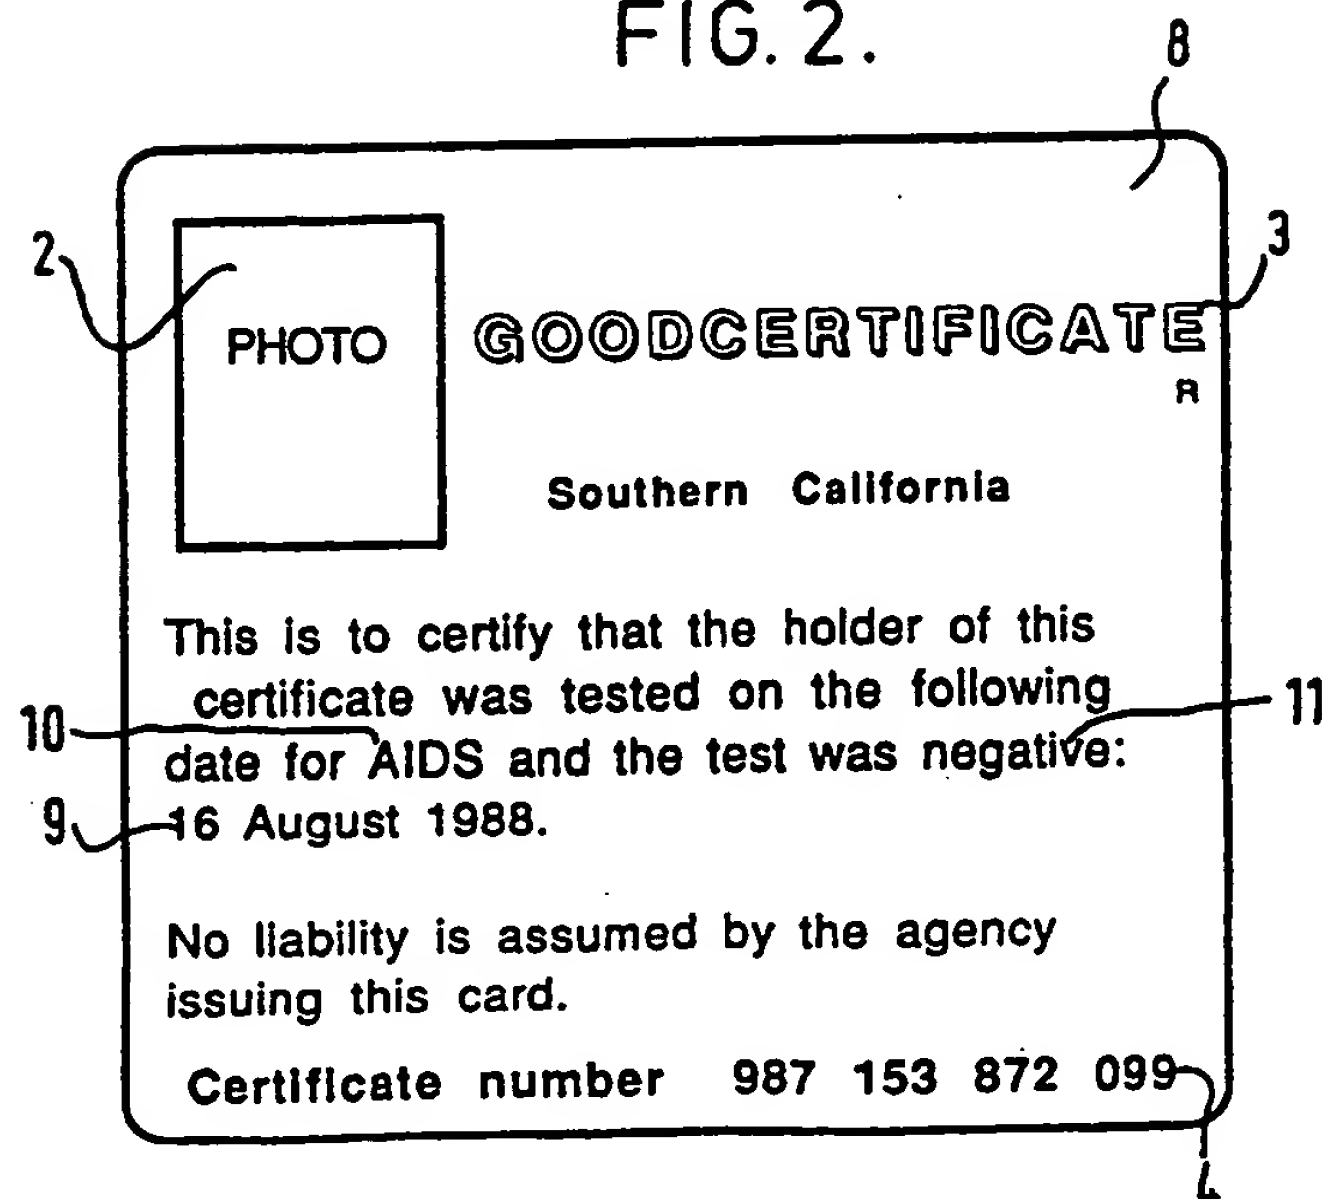 FIG. 2.
8
2
3
PHOTO
GOODCERTIFICATE
R
Southern California
This is to certify that the holder of this
certificate was tested on the following
10
11
date for AIDS and the test was negative:
9
16 August 1988.
No liability is assumed by the agency
issuing this card.
Certificate number 987 153 872 099
4